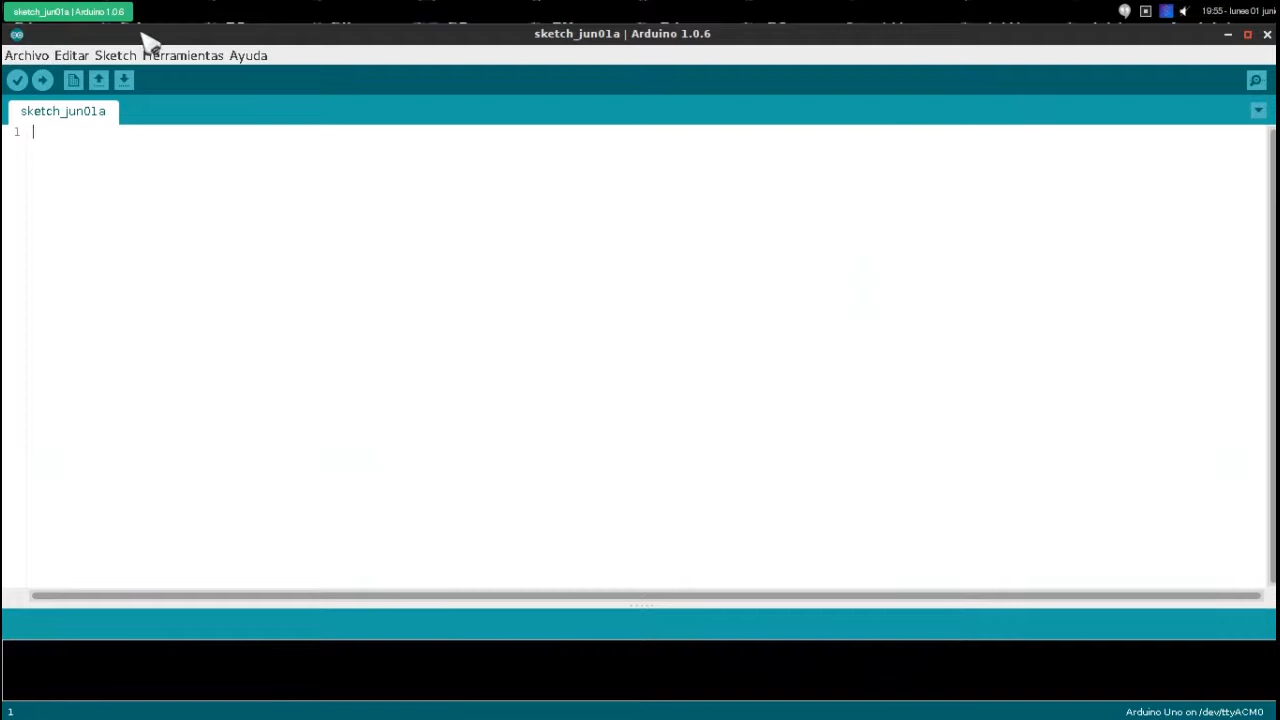 sketch_jun01a | Arduino 1.0.6
19:55 - lunes 01 juni
sketch_jun01a | Arduino 1.0.6
Archivo Editar Sketch Herramientas Ayuda
sketch_jun01a
1
1
Arduino Uno on /dev/ttyACM0